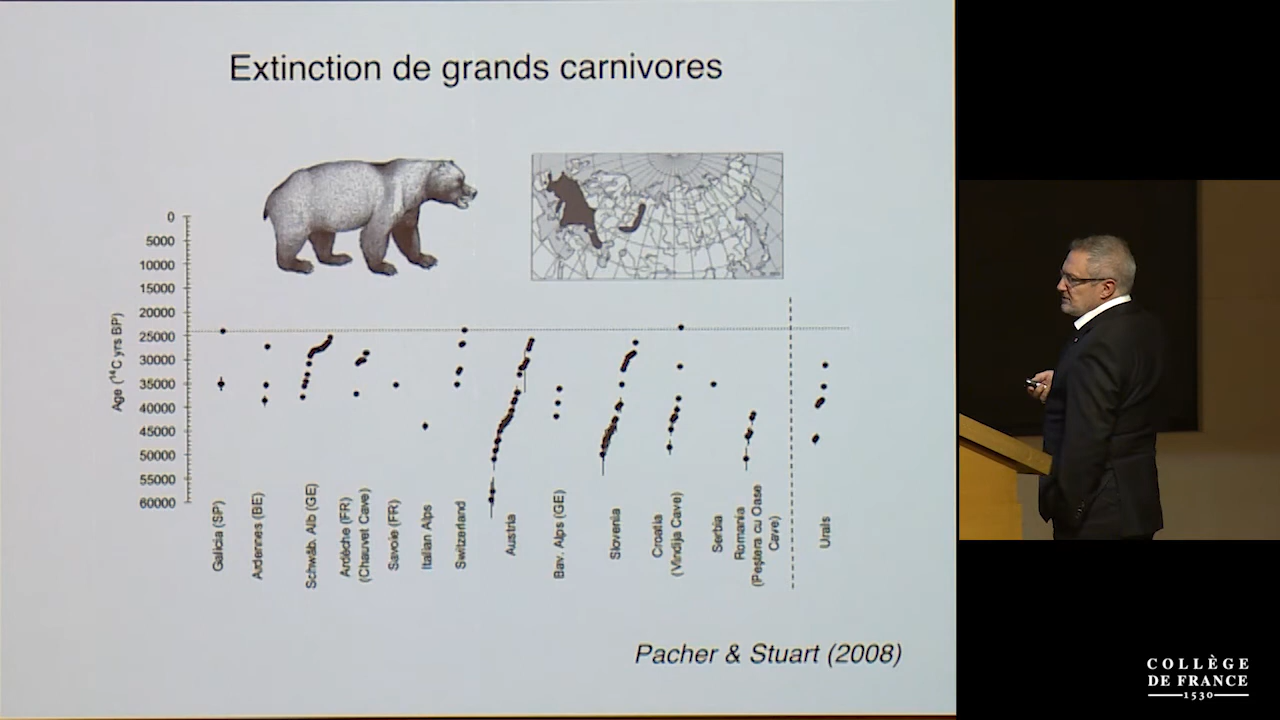 Extinction de grands carnivores
Age (¹⁴C yrs BP)
0
5000
10000
15000
20000
25000
30000
35000
40000
45000
50000
55000
60000
Galicia (SP)
Ardennes (BE)
Schwäb. Alb (GE)
Ardèche (FR)
(Chauvet Cave)
Savoie (FR)
Italian Alps
Switzerland
Austria
Bav. Alps (GE)
Slovenia
Croatia
(Vindija Cave)
Serbia
Romania
(Peştera cu Oase
Cave)
Urals
Pacher & Stuart (2008)
COLLÈGE
DE FRANCE
1530